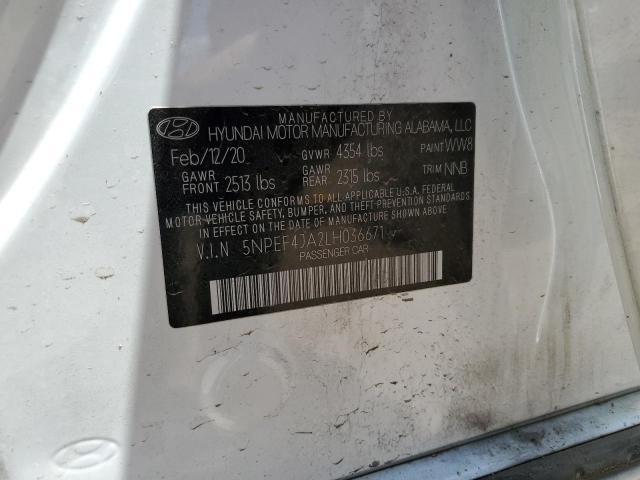 MANUFACTURED BY
HYUNDAI MOTOR MANUFACTURING ALABAMA, LLC
Feb/12/20 GVWR 4354 lbs PAINT WW8
GAWR FRONT 2513 lbs GAWR REAR 2315 lbs TRIM NNB
THIS VEHICLE CONFORMS TO ALL APPLICABLE U.S.A. FEDERAL
MOTOR VEHICLE SAFETY, BUMPER, AND THEFT PREVENTION STANDARDS
IN EFFECT ON THE DATE OF MANUFACTURE SHOWN ABOVE.
V.I.N 5NPEF4JA2LH036671
PASSENGER CAR